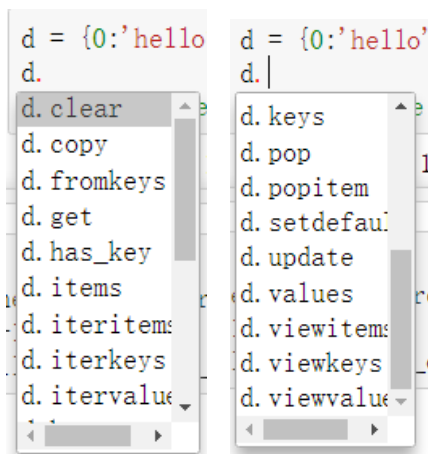 d = {0:'hello
d.
d.clear
d.copy
d.fromkeys
d.get
d.has_key
d.items
d.iteritems
d.iterkeys
d.itervalue
d = {0:'hello'
d.
d.keys
d.pop
d.popitem
d.setdefaul
d.update
d.values
d.viewitems
d.viewkeys
d.viewvalue